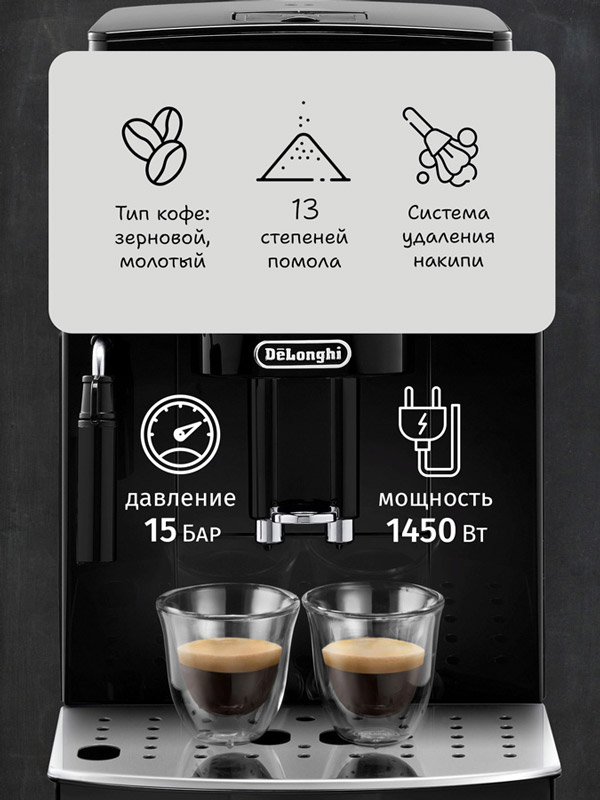 Тип кофе:
зерновой,
молотый
13
степеней
помола
Система
удаления
накипи
DeLonghi
давление
15 Бар
мощность
1450 Вт